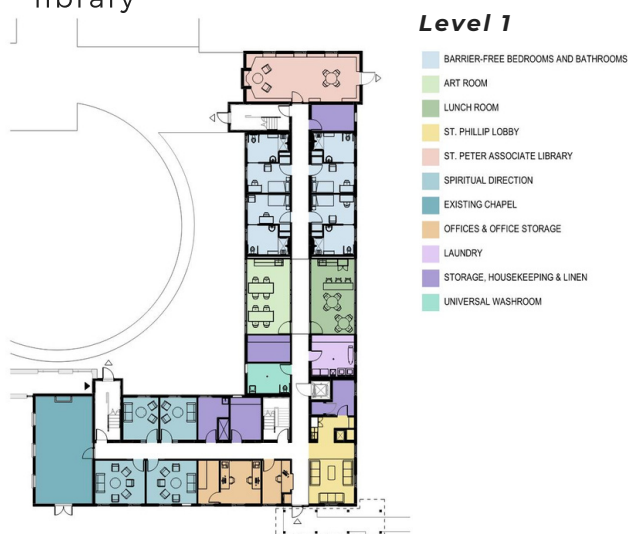 library
Level 1
BARRIER-FREE BEDROOMS AND BATHROOMS
ART ROOM
LUNCH ROOM
ST. PHILLIP LOBBY
ST. PETER ASSOCIATE LIBRARY
SPIRITUAL DIRECTION
EXISTING CHAPEL
OFFICES & OFFICE STORAGE
LAUNDRY
STORAGE, HOUSEKEEPING & LINEN
UNIVERSAL WASHROOM